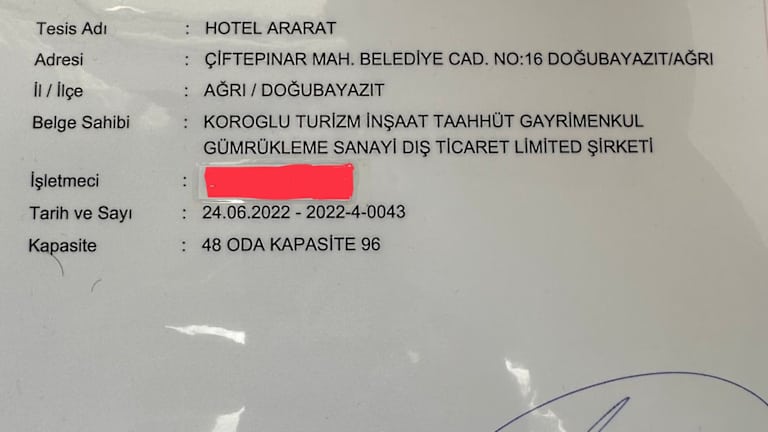 Tesis Adı : HOTEL ARARAT
Adresi : ÇİFTEPINAR MAH. BELEDİYE CAD. NO:16 DOĞUBAYAZIT/AĞRI
İl / İlçe : AĞRI / DOĞUBAYAZIT
Belge Sahibi : KOROGLU TURİZM İNŞAAT TAAHHÜT GAYRİMENKUL
GÜMRÜKLEME SANAYİ DIŞ TİCARET LİMİTED ŞİRKETİ
İşletmeci :
Tarih ve Sayı : 24.06.2022 - 2022-4-0043
Kapasite : 48 ODA KAPASİTE 96